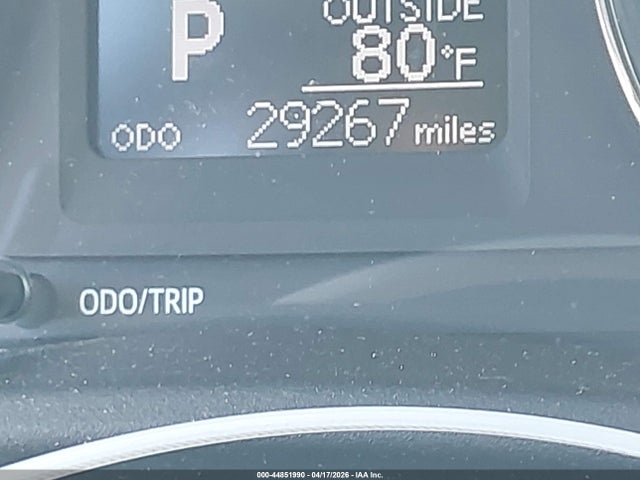 OUTSIDE
P
80°F
ODO 29267 miles
ODO/TRIP
000-44851990 - 04/17/2026 - IAA Inc.